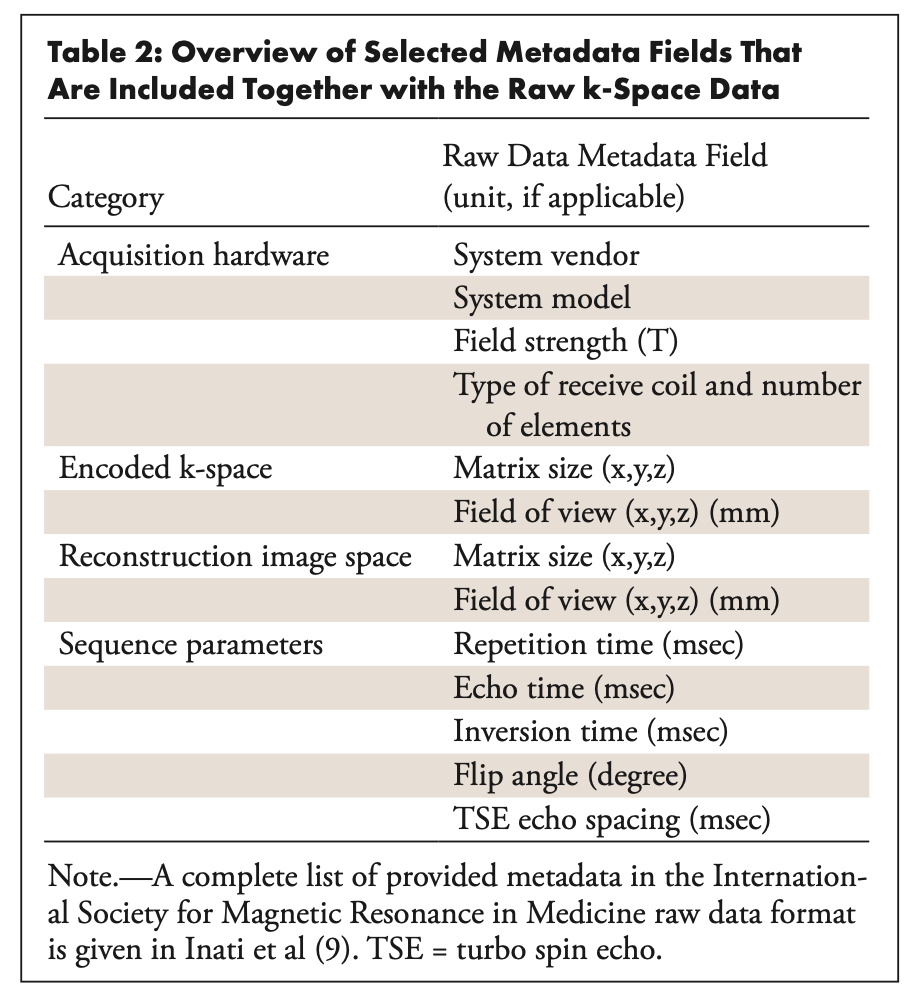 Table 2: Overview of Selected Metadata Fields That
Are Included Together with the Raw k-Space Data
Category
Raw Data Metadata Field
(unit, if applicable)
Acquisition hardware
System vendor
System model
Field strength (T)
Type of receive coil and number
of elements
Encoded k-space
Matrix size (x,y,z)
Field of view (x,y,z) (mm)
Reconstruction image space
Matrix size (x,y,z)
Field of view (x,y,z) (mm)
Sequence parameters
Repetition time (msec)
Echo time (msec)
Inversion time (msec)
Flip angle (degree)
TSE echo spacing (msec)
Note.—A complete list of provided metadata in the Internation-
al Society for Magnetic Resonance in Medicine raw data format
is given in Inati et al (9). TSE = turbo spin echo.